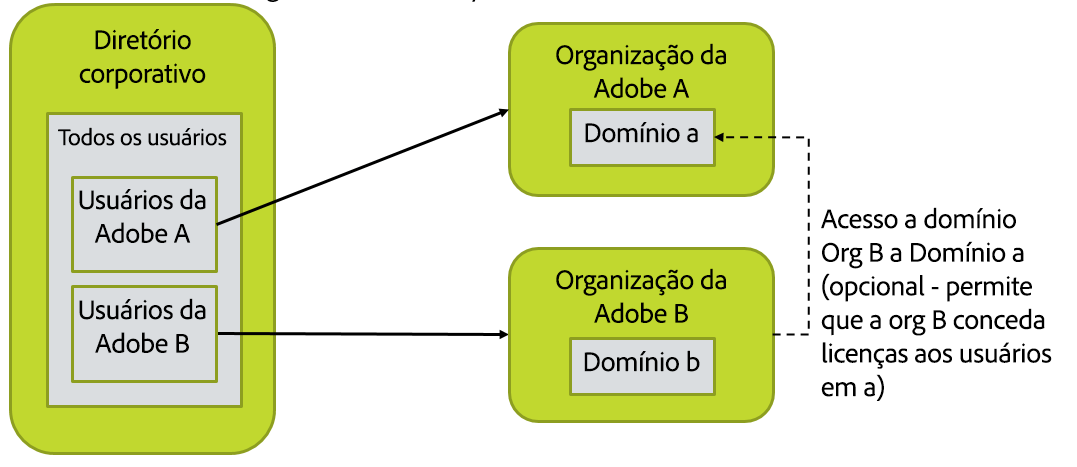 Diretório
corporativo
Todos os usuários
Usuários da
Adobe A
Usuários da
Adobe B
Organização da
Adobe A
Domínio a
Organização da
Adobe B
Domínio b
Acesso a domínio
Org B a Domínio a
(opcional - permite
que a org B conceda
licenças aos usuários
em a)